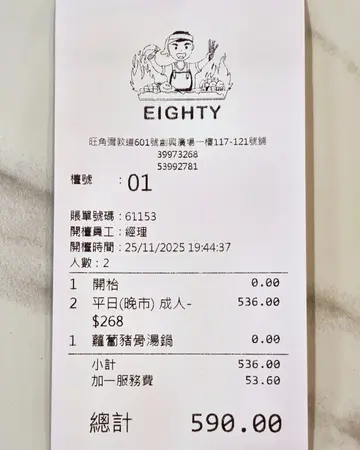 EIGHTY
旺角彌敦道601號創興廣場一樓117-121號舖
39973268
53992781
檯號 : 01
賬單號碼 : 61153
開檯員工 : 經理
開檯時間 : 25/11/2025 19:44:37
人數 : 2
1 開枱 0.00
2 平日(晚市) 成人- 536.00
$268
1 蘿蔔豬骨湯鍋 0.00
小計 536.00
加一服務費 53.60
總計 590.00